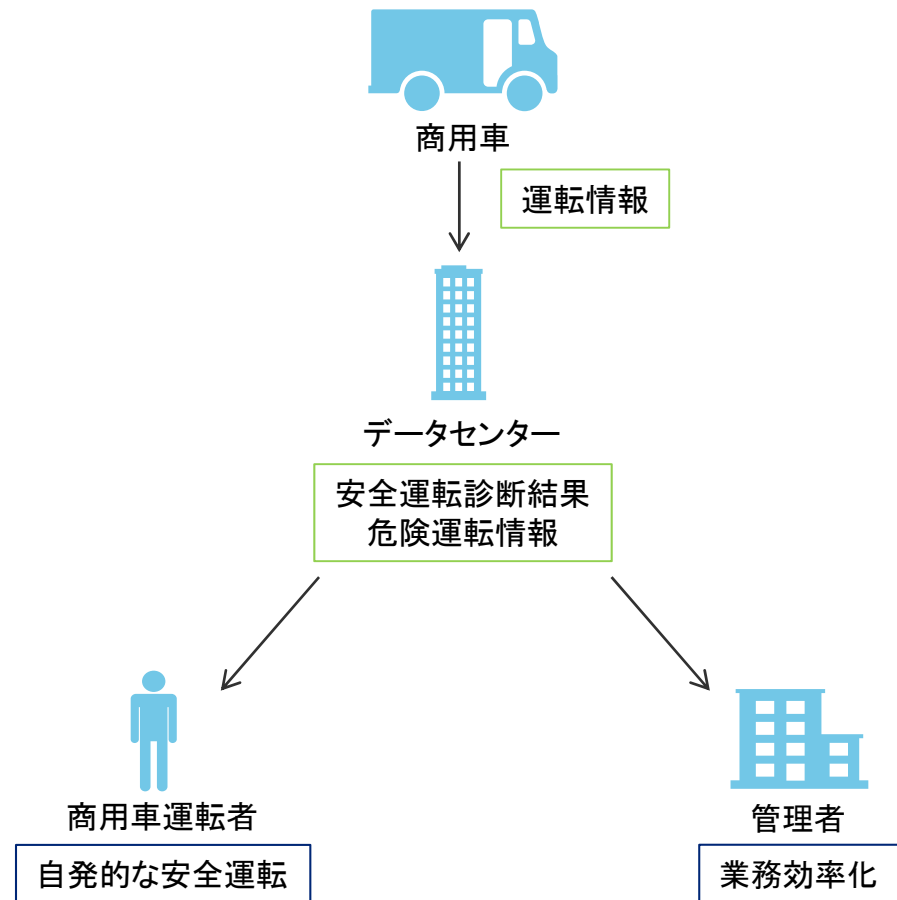 商用車
運転情報
データセンター
安全運転診断結果
危険運転情報
商用車運転者
自発的な安全運転
管理者
業務効率化